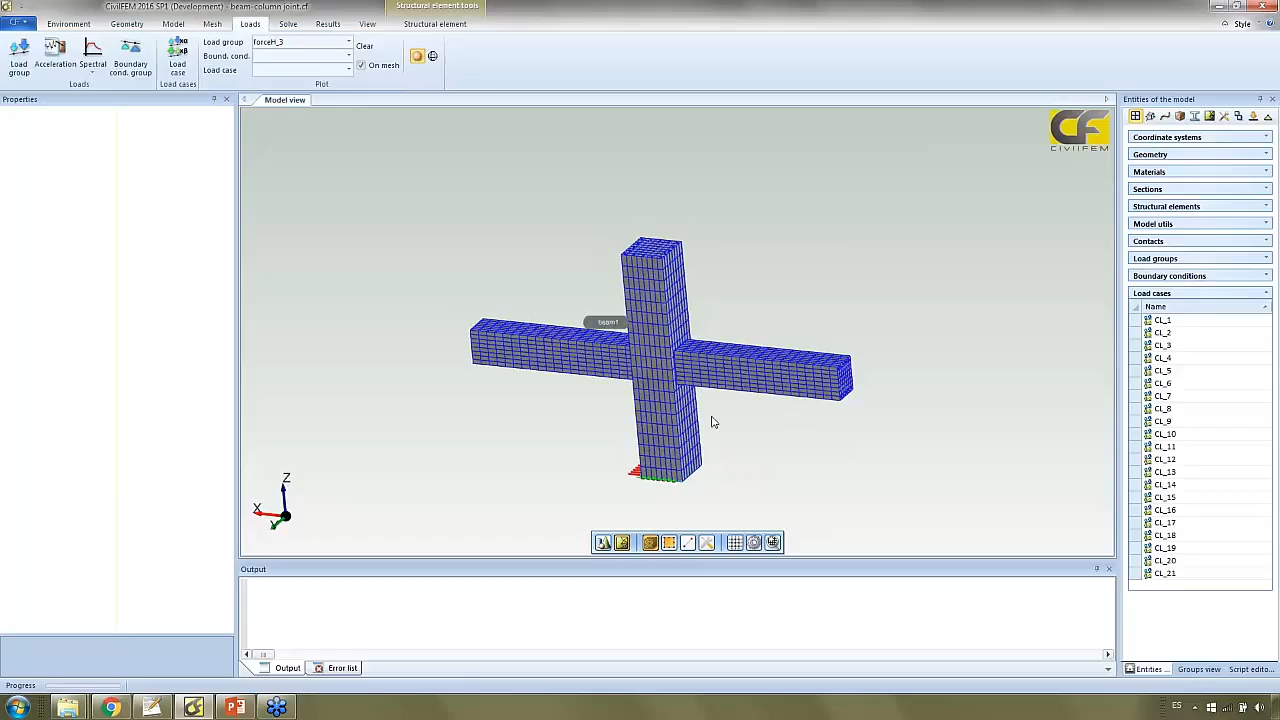 CivilFEM 2016 SP1 (Development) - beam-column joint.cf
Structural element tools
CF
Environment
Geometry
Model
Mesh
Loads
Solve
Results
View
Structural element
Style
Load group
Acceleration
Spectral
Boundary cond. group
Load case
Loads
Load cases
Load group
forceH_3
Clear
Bound. cond.
On mesh
Load case
Plot
Properties
Model view
CF
CIVILFEM
beam1
Z
X
Y
Output
Output
Error list
Progress
Entities of the model
Coordinate systems
Geometry
Materials
Sections
Structural elements
Model utils
Contacts
Load groups
Boundary conditions
Load cases
Name
CL_1
CL_2
CL_3
CL_4
CL_5
CL_6
CL_7
CL_8
CL_9
CL_10
CL_11
CL_12
CL_13
CL_14
CL_15
CL_16
CL_17
CL_18
CL_19
CL_20
CL_21
Entities ...
Groups view
Script edito...
ES